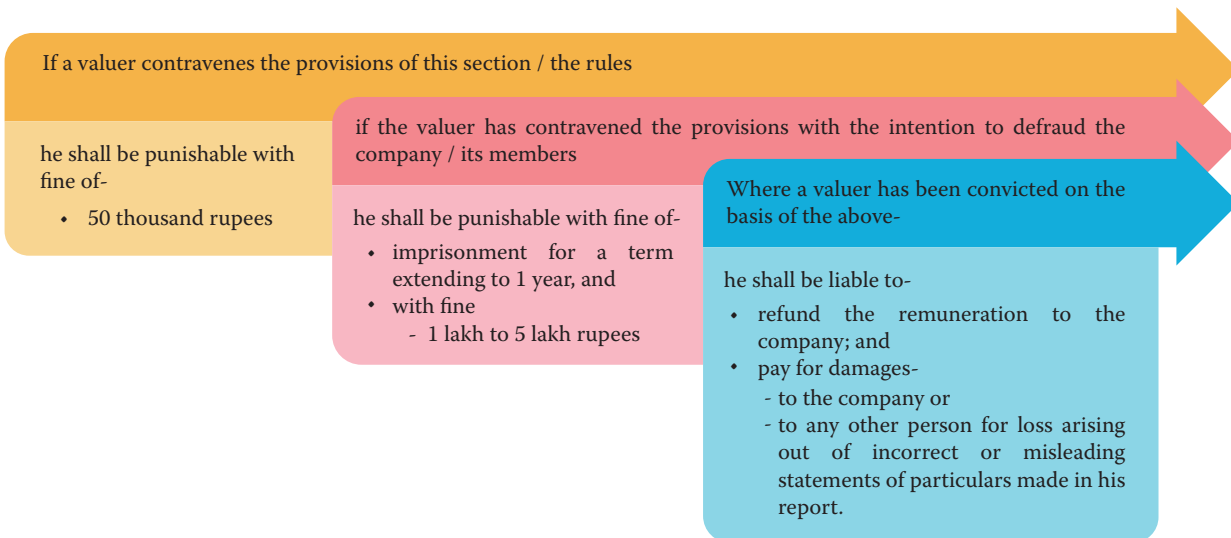 If a valuer contravenes the provisions of this section / the rules
he shall be punishable with
fine of-
• 50 thousand rupees
if the valuer has contravened the provisions with the intention to defraud the
company / its members
he shall be punishable with fine of-
• imprisonment for a term
extending to 1 year, and
• with fine
- 1 lakh to 5 lakh rupees
Where a valuer has been convicted on the
basis of the above-
he shall be liable to-
• refund the remuneration to the
company; and
• pay for damages-
- to the company or
- to any other person for loss arising
out of incorrect or misleading
statements of particulars made in his
report.